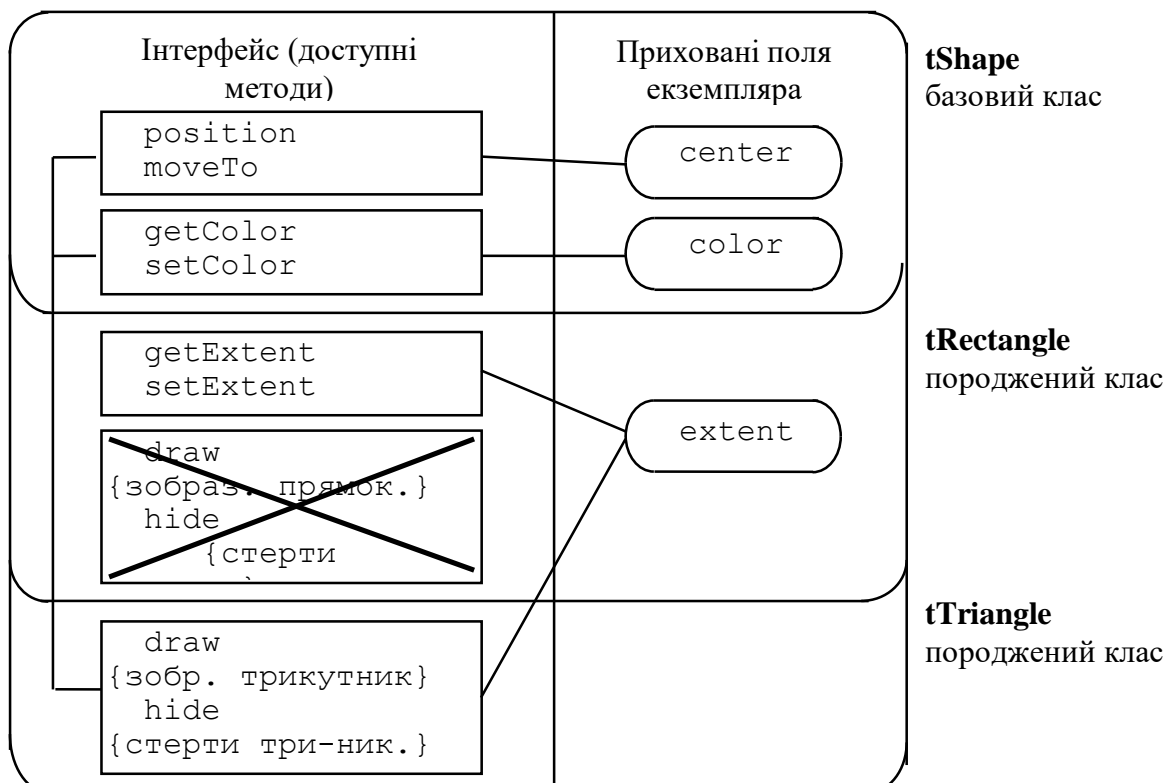 Інтерфейс (доступні
методи)
Приховані поля
екземпляра
tShape
базовий клас
position
moveTo
center
getColor
setColor
color
tRectangle
породжений клас
getExtent
setExtent
extent
draw
{зобраз. прямок.}
hide
{стерти
tTriangle
породжений клас
draw
{зобр. трикутник}
hide
{стерти три-ник.}